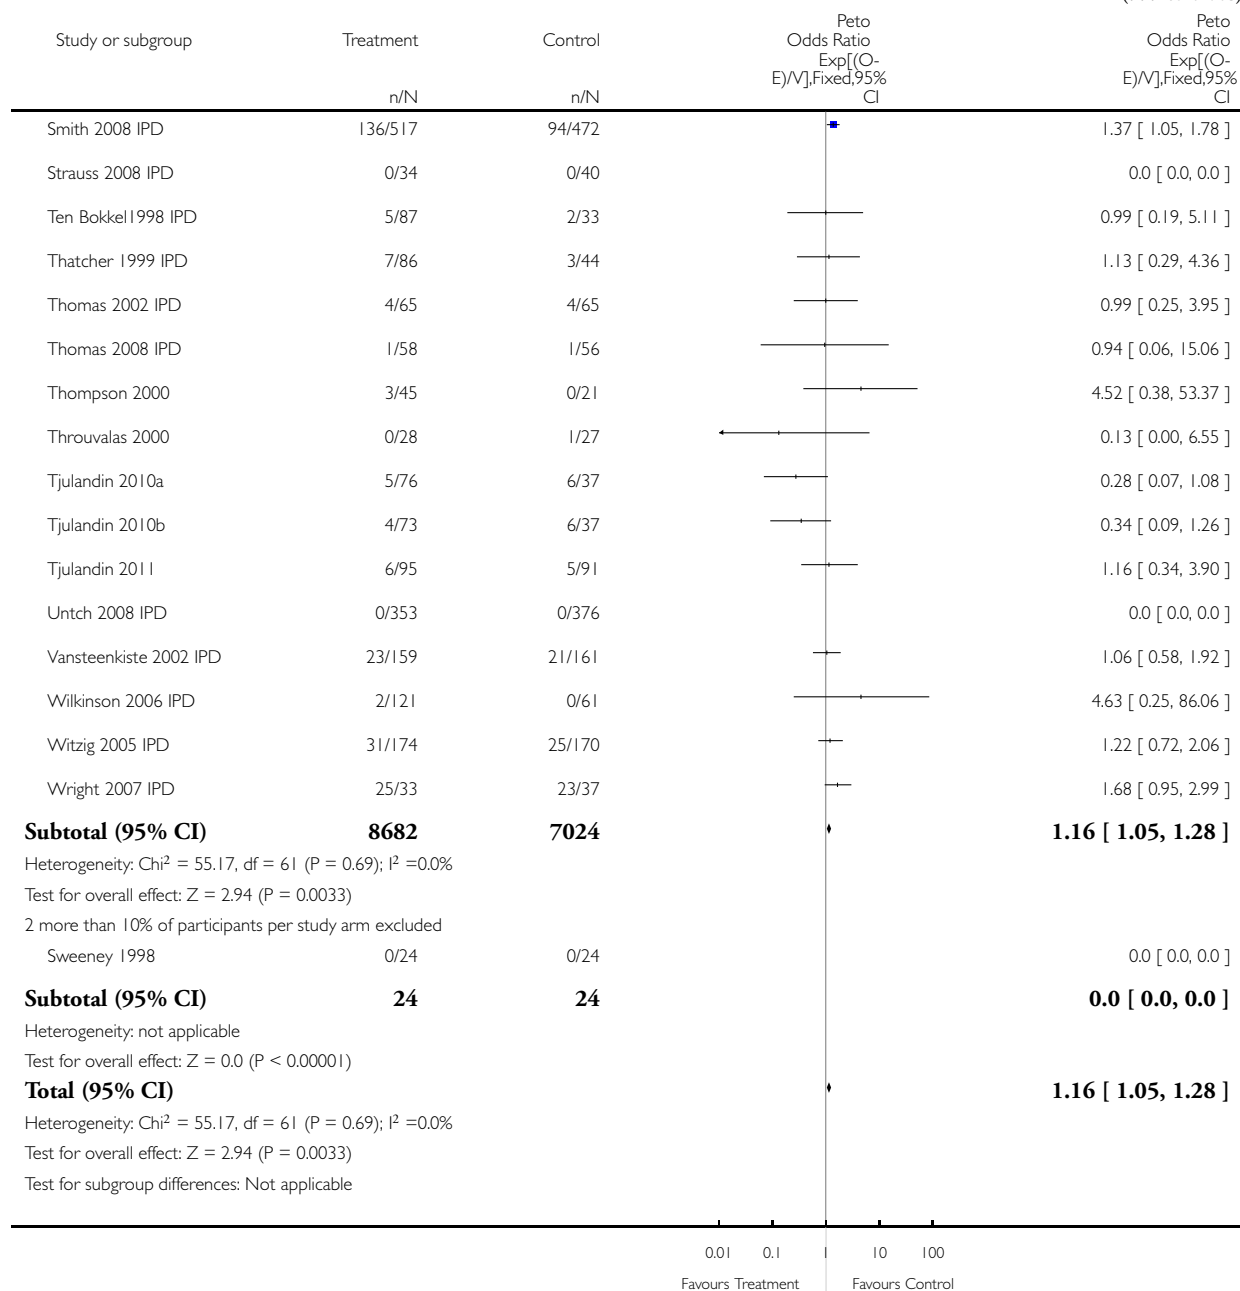 Peto Peto
Study or subgroup Treatment Control Odds Ratio Odds Ratio
Exp[(O- Exp[(O-
E)/V],Fixed,95% E)/V],Fixed,95%
n/N n/N CI CI
Smith 2008 IPD 136/517 94/472 1.37 [ 1.05, 1.78 ]
Strauss 2008 IPD 0/34 0/40 0.0 [ 0.0, 0.0 ]
Ten Bokkel1998 IPD 5/87 2/33 0.99 [ 0.19, 5.11 ]
Thatcher 1999 IPD 7/86 3/44 1.13 [ 0.29, 4.36 ]
Thomas 2002 IPD 4/65 4/65 0.99 [ 0.25, 3.95 ]
Thomas 2008 IPD 1/58 1/56 0.94 [ 0.06, 15.06 ]
Thompson 2000 3/45 0/21 4.52 [ 0.38, 53.37 ]
Throuvalas 2000 0/28 1/27 0.13 [ 0.00, 6.55 ]
Tjulandin 2010a 5/76 6/37 0.28 [ 0.07, 1.08 ]
Tjulandin 2010b 4/73 6/37 0.34 [ 0.09, 1.26 ]
Tjulandin 2011 6/95 5/91 1.16 [ 0.34, 3.90 ]
Untch 2008 IPD 0/353 0/376 0.0 [ 0.0, 0.0 ]
Vansteenkiste 2002 IPD 23/159 21/161 1.06 [ 0.58, 1.92 ]
Wilkinson 2006 IPD 2/121 0/61 4.63 [ 0.25, 86.06 ]
Witzig 2005 IPD 31/174 25/170 1.22 [ 0.72, 2.06 ]
Wright 2007 IPD 25/33 23/37 1.68 [ 0.95, 2.99 ]
Subtotal (95% CI) 8682 7024 1.16 [ 1.05, 1.28 ]
Heterogeneity: Chi² = 55.17, df = 61 (P = 0.69); I² =0.0%
Test for overall effect: Z = 2.94 (P = 0.0033)
2 more than 10% of participants per study arm excluded
Sweeney 1998 0/24 0/24 0.0 [ 0.0, 0.0 ]
Subtotal (95% CI) 24 24 0.0 [ 0.0, 0.0 ]
Heterogeneity: not applicable
Test for overall effect: Z = 0.0 (P < 0.00001)
Total (95% CI) 1.16 [ 1.05, 1.28 ]
Heterogeneity: Chi² = 55.17, df = 61 (P = 0.69); I² =0.0%
Test for overall effect: Z = 2.94 (P = 0.0033)
Test for subgroup differences: Not applicable
0.01 0.1 1 10 100
Favours Treatment Favours Control